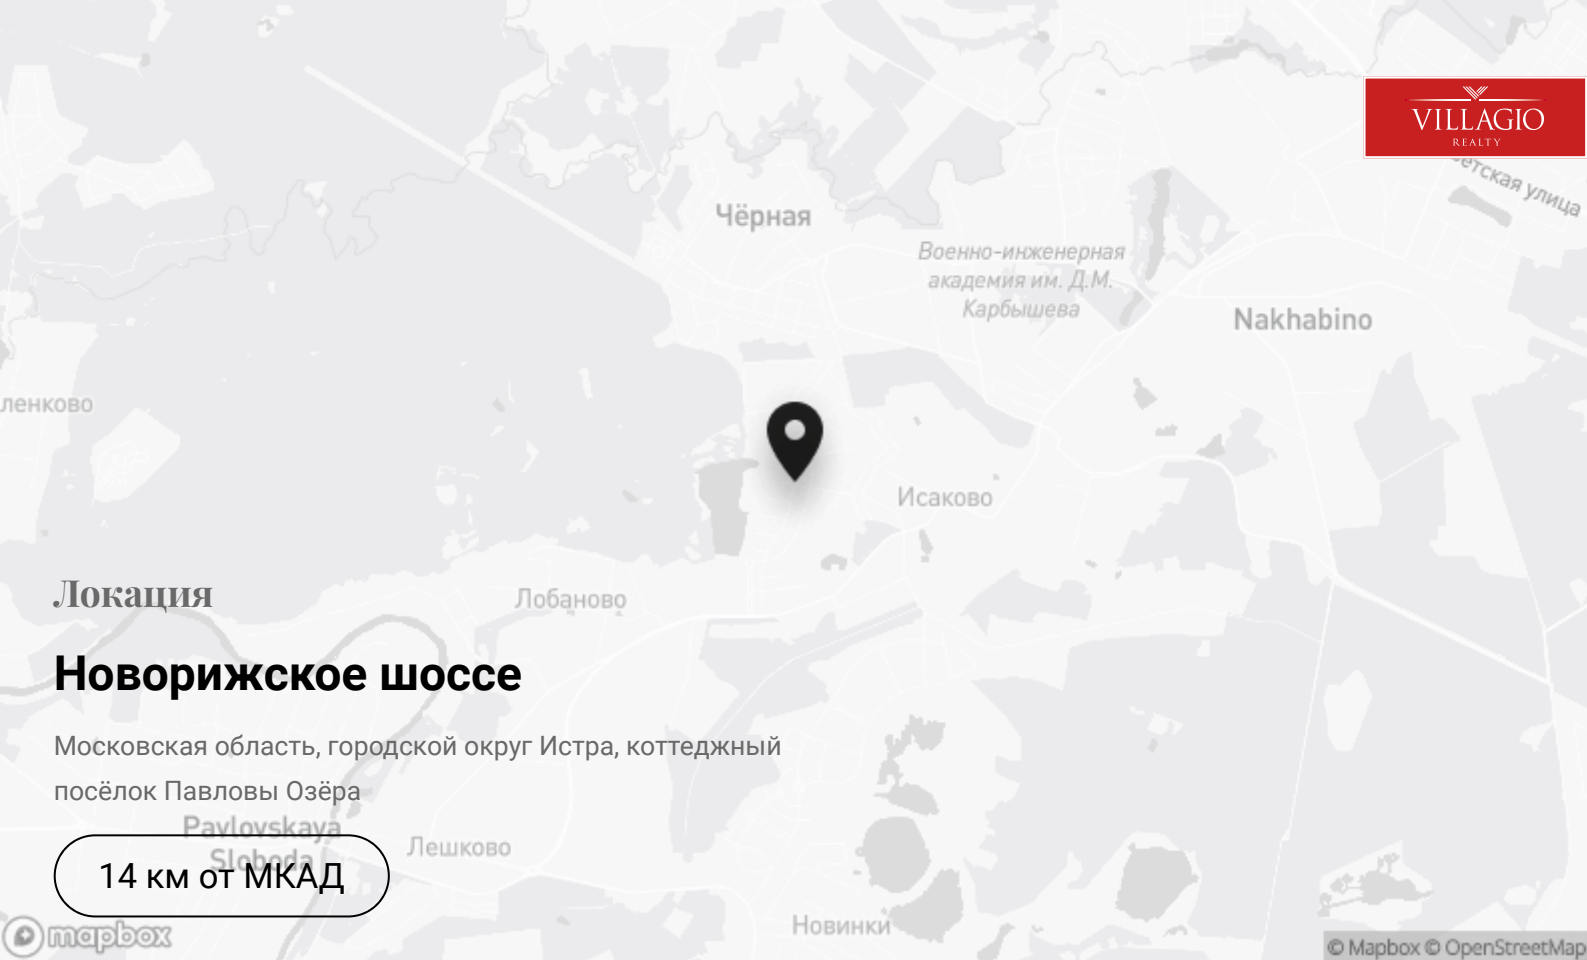 VILLAGIO
REALTY
етская улица
Чёрная
Военно-инженерная
академия им. Д.М.
Карбышева
Nakhabino
ленково
Исаково
Локация
Лобаново
Новорижское шоссе
Московская область, городской округ Истра, коттеджный
посёлок Павловы Озёра
Pavlovskaya
Sloboda
Лешково
14 км от МКАД
Новинки
mapbox
© Mapbox © OpenStreetMap